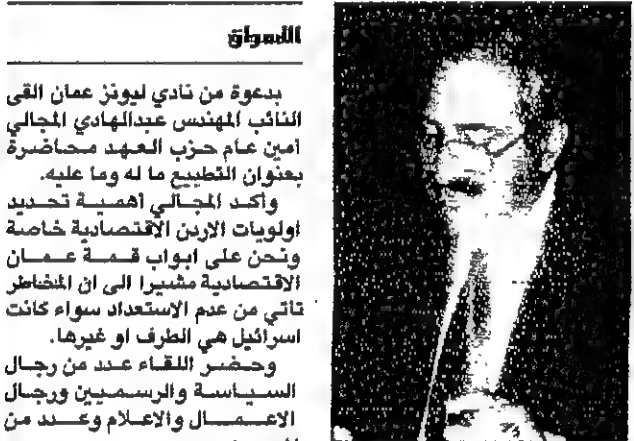 الأسواق
بدعوة من نادي ليونز عمان القى
النائب المهندس عبدالهادي المجالي
امين عام حزب العهد محاضرة
بعنوان التطبيع ما له وما عليه.
وأكد المجالي اهمية تحديد
اولويات الاردن الاقتصادية خاصة
ونحن على ابواب قمة عمان
الاقتصادية مشيرا الى ان المخاطر
تأتي من عدم الاستعداد سواء كانت
اسرائيل هي الطرف او غيرها.
وحضر اللقاء عدد من رجال
السياسة والرسميين ورجال
الاعمال والاعلام وعدد من